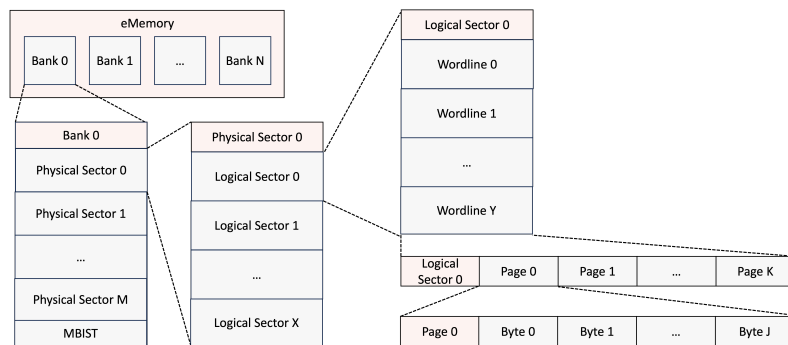 eMemory
Bank 0
Bank 1
...
Bank N
Bank 0
Physical Sector 0
Physical Sector 1
...
Physical Sector M
MBIST
Physical Sector 0
Logical Sector 0
Logical Sector 1
...
Logical Sector X
Logical Sector 0
Wordline 0
Wordline 1
...
Wordline Y
Logical
Sector 0
Page 0
Page 1
...
Page K
Page 0
Byte 0
Byte 1
...
Byte J